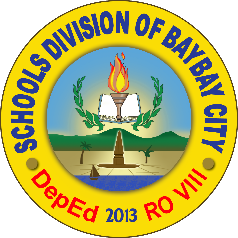 SCHOOLS DIVISION OF BAYBAY CITY
DepEd 2013 RO VIII